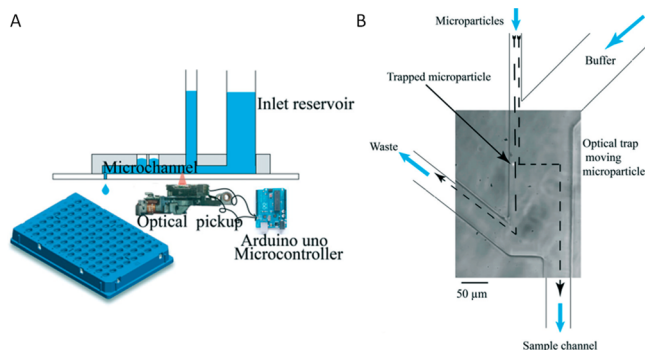 A
Inlet reservoir
Microchannel
Optical pickup
Arduino uno
Microcontroller
B
Microparticles
Buffer
Trapped microparticle
Waste
Optical trap
moving
microparticle
50 µm
Sample channel